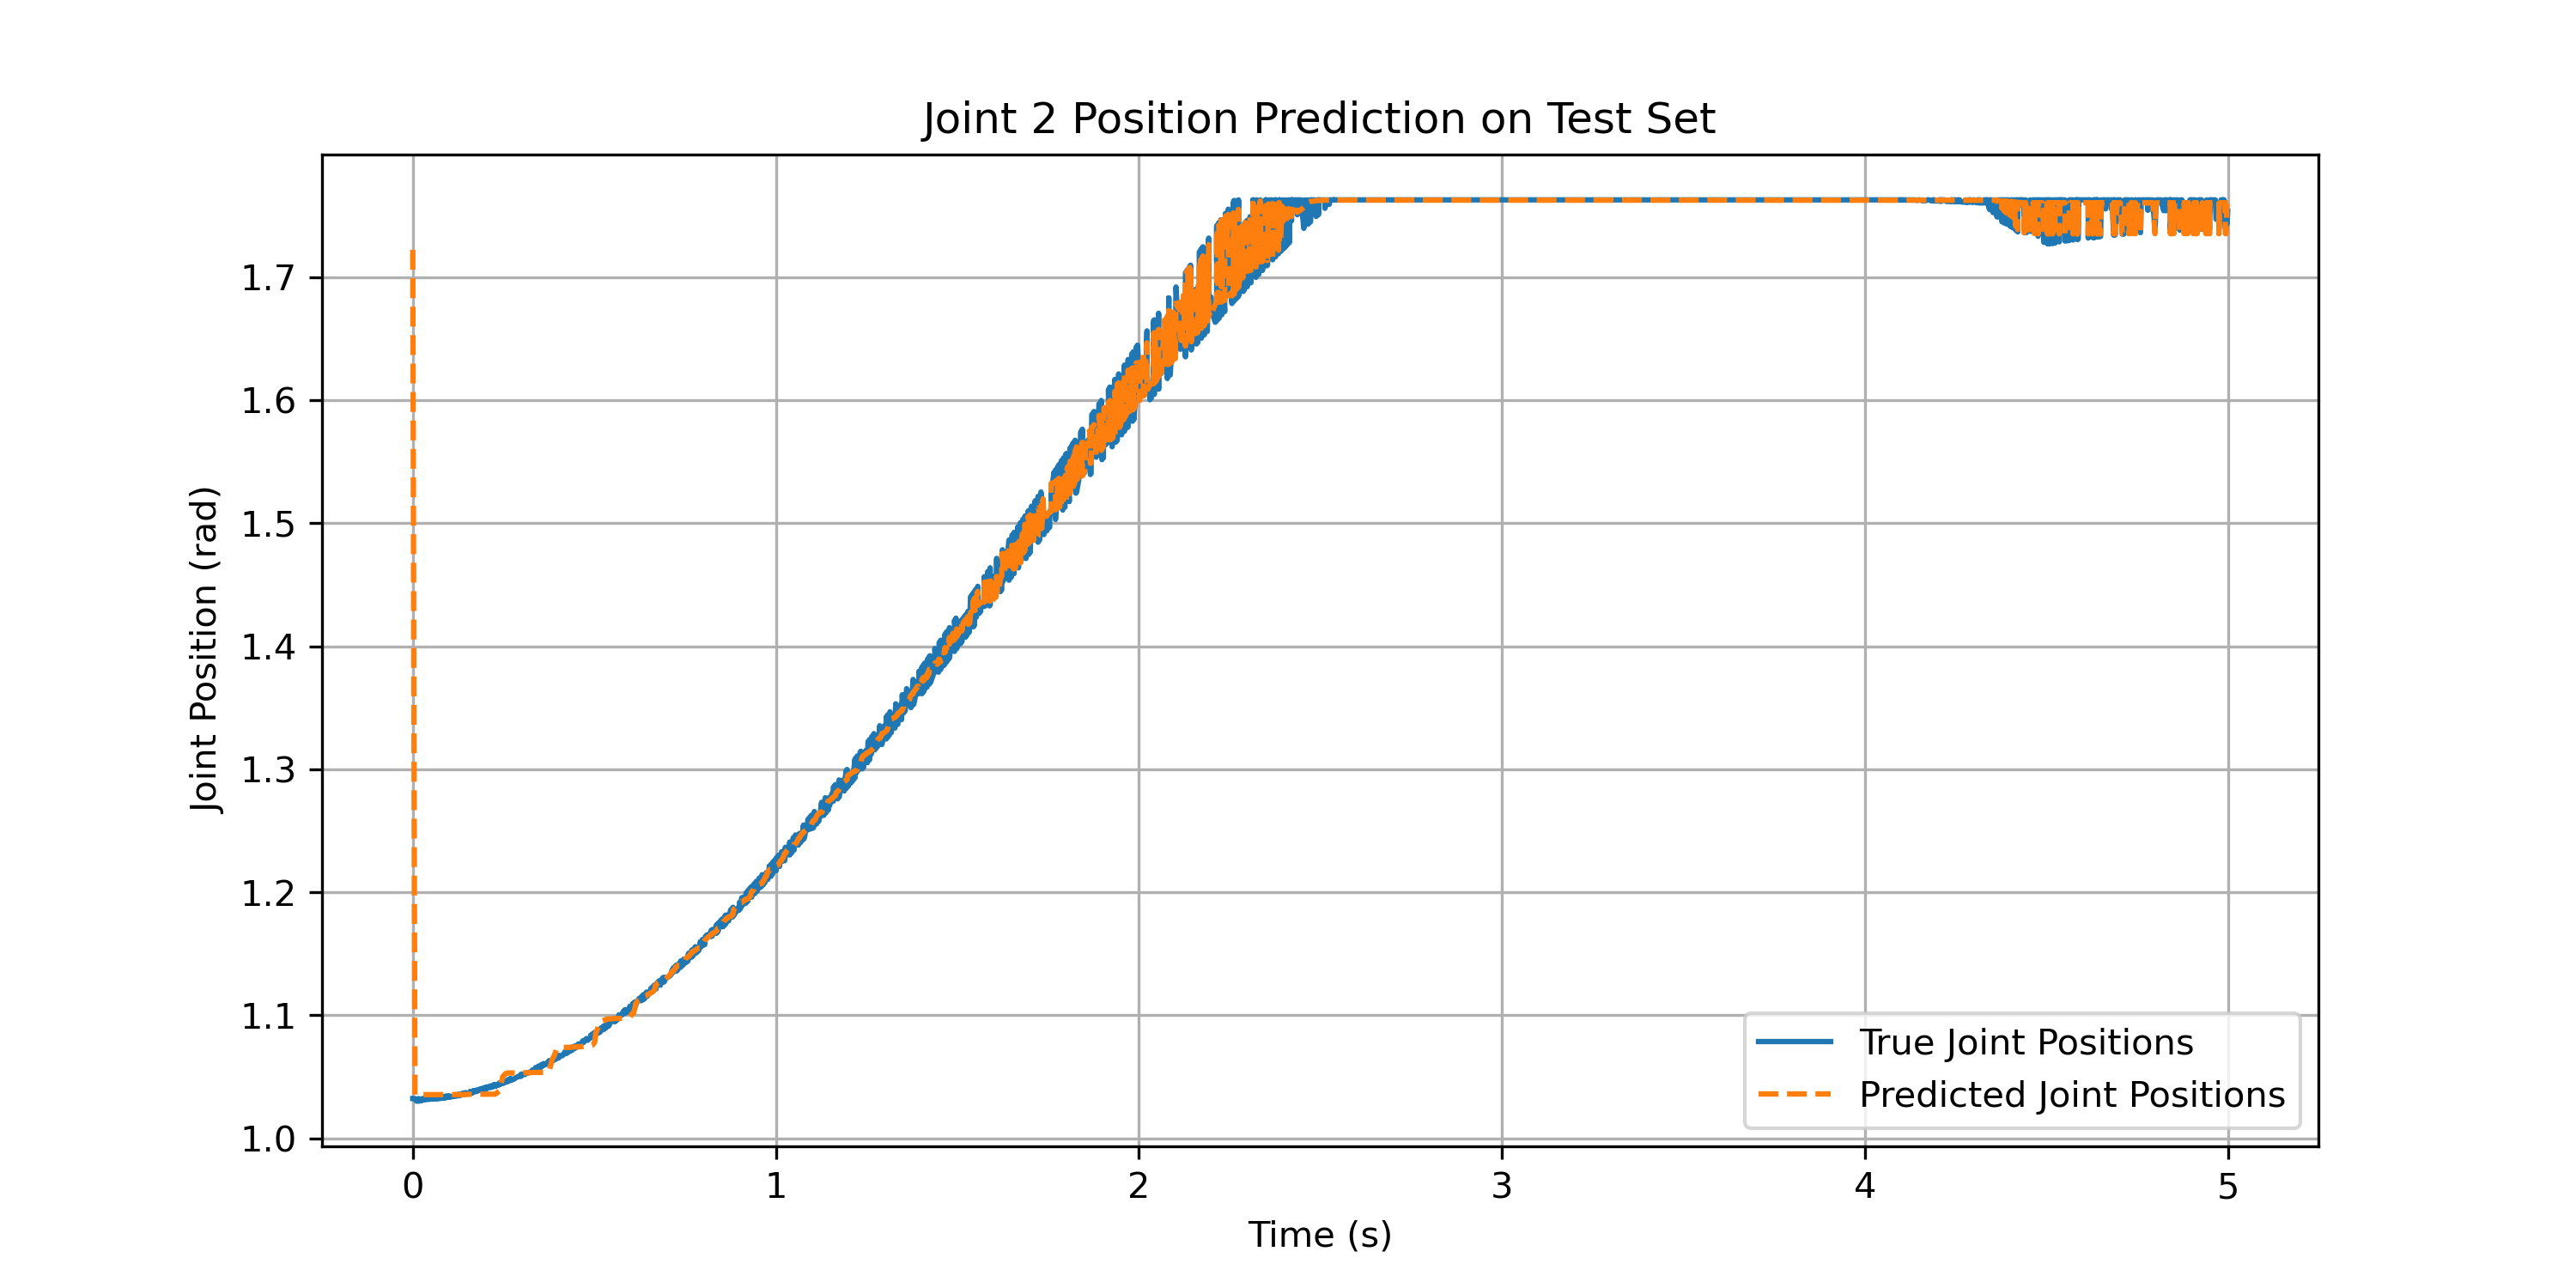 Joint 2 Position Prediction on Test Set
Joint Position (rad)
1.7
1.6
1.5
1.4
1.3
1.2
1.1
1.0
True Joint Positions
Predicted Joint Positions
0 1 2 3 4 5
Time (s)